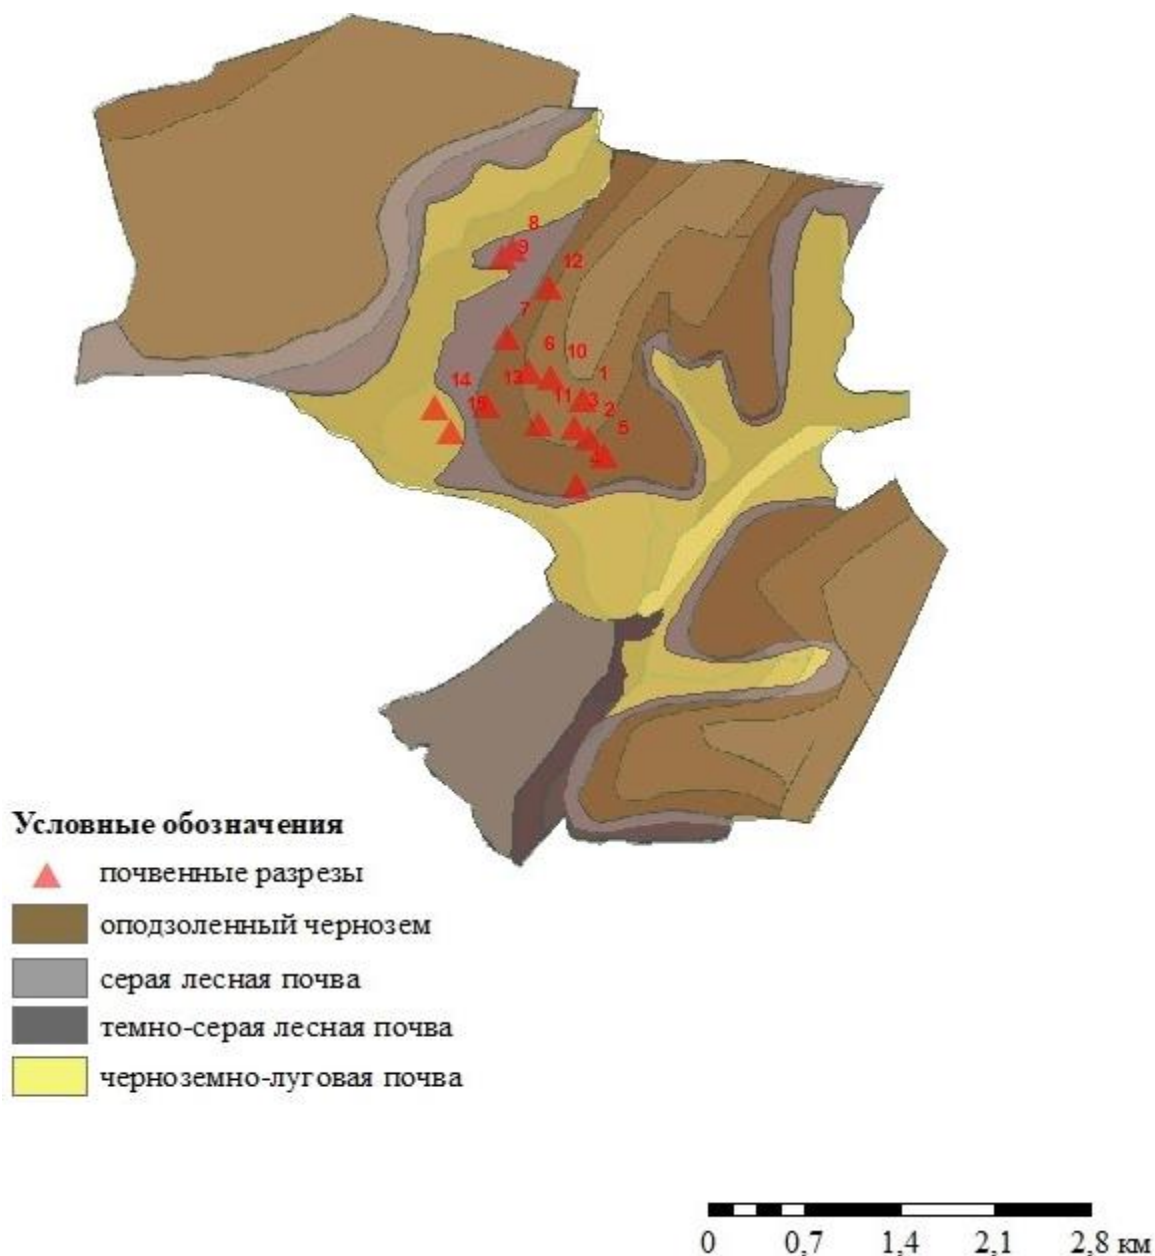 8
9
12
7
6
10
1
14
13
11
3
2
15
5
4
Условные обозначения
почвенные разрезы
оподзоленный чернозем
серая лесная почва
темно-серая лесная почва
черноземно-луговая почва
0
0,7
1,4
2,1
2,8 км